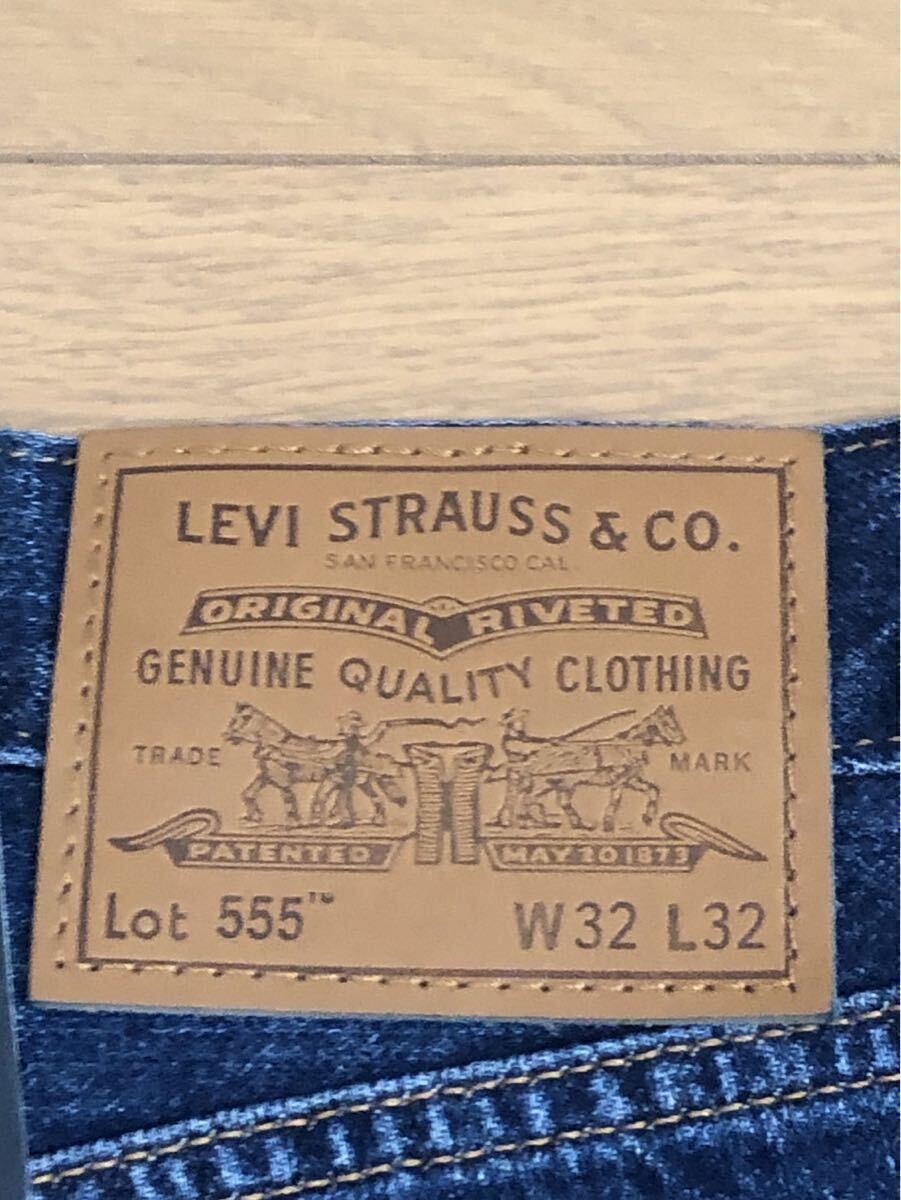 LEVI STRAUSS & CO.
SAN FRANCISCO CAL.
ORIGINAL RIVETED
GENUINE QUALITY CLOTHING
TRADE MARK
PATENTED MAY 20 1873
Lot 555™ W32 L32